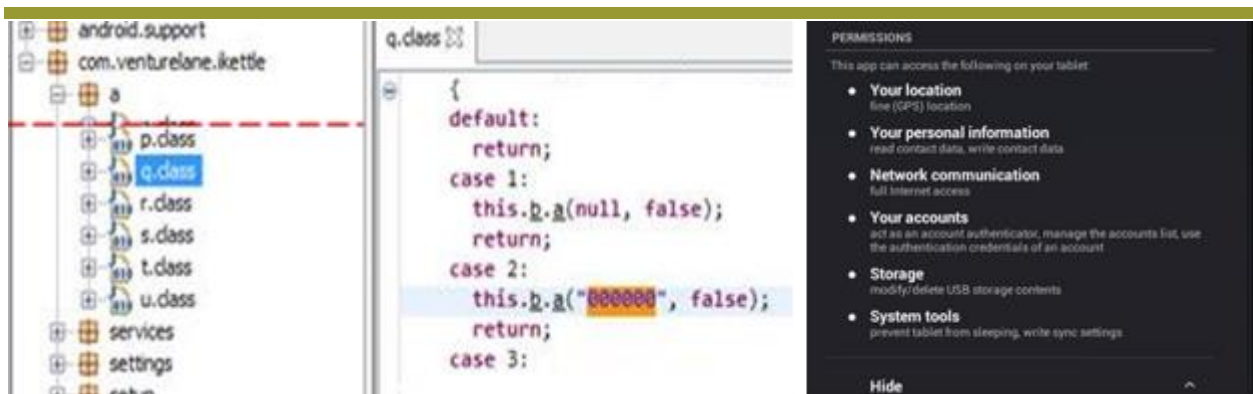 android.support
com.venturelane.ikettle
a
p.class
q.class
r.class
s.class
t.class
u.class
services
settings
q.class
{
default:
return;
case 1:
this.b.a(null, false);
return;
case 2:
this.b.a("000000", false);
return;
case 3:
PERMISSIONS
This app can access the following on your tablet:
Your location
fine (GPS) location
Your personal information
read contact data, write contact data
Network communication
full Internet access
Your accounts
act as an account authenticator, manage the accounts list, use
the authentication credentials of an account
Storage
modify/delete USB storage contents
System tools
prevent tablet from sleeping, write sync settings
Hide